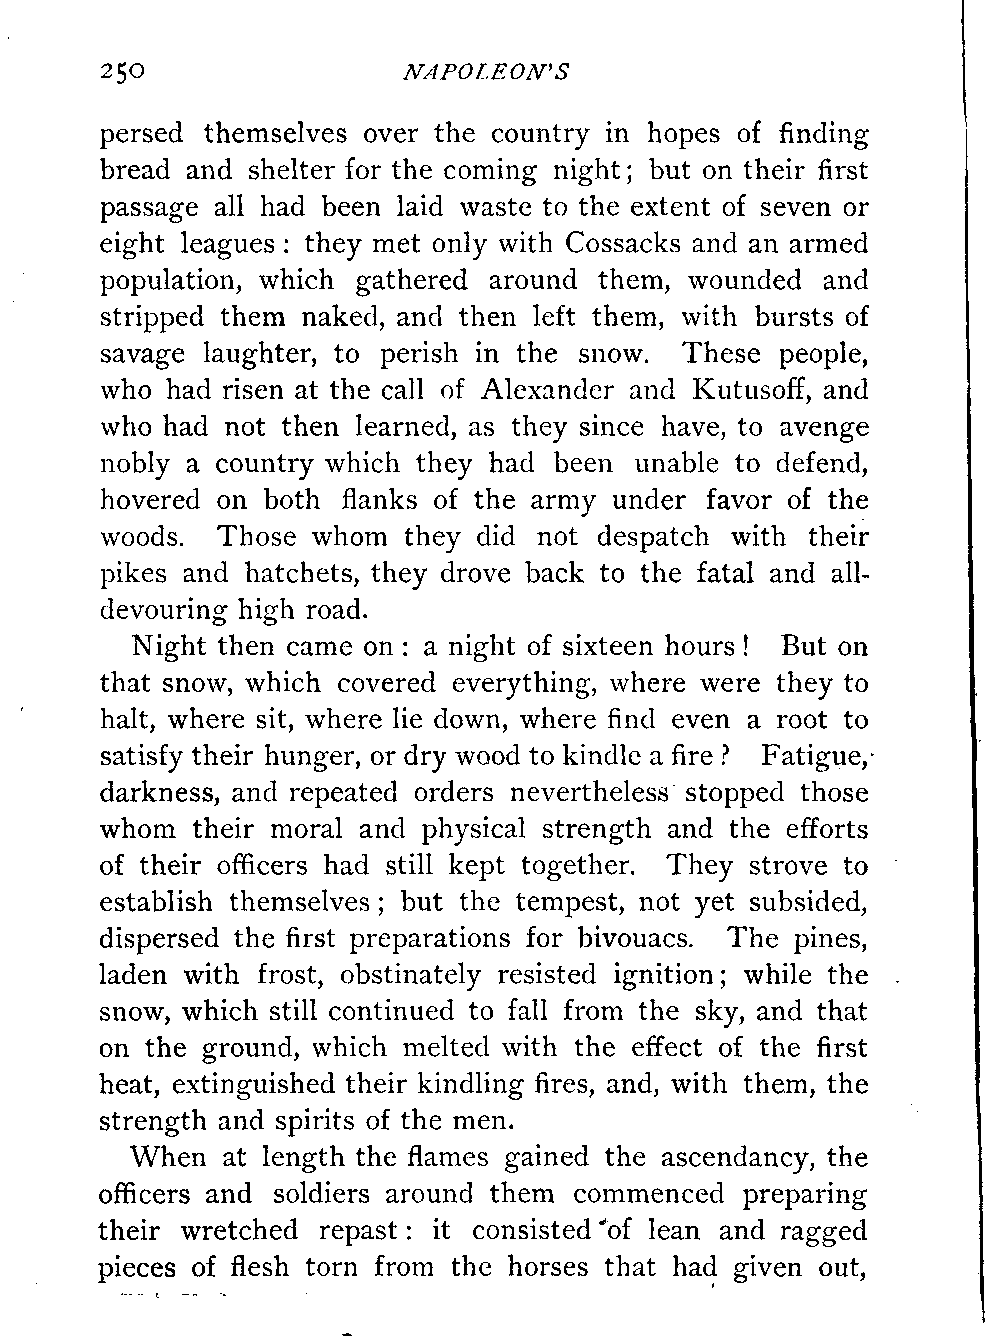 250 NAPOLEON'S
persed themselves over the country in hopes of finding
bread and shelter for the coming night; but on their first
passage all had been laid waste to the extent of seven or
eight leagues: they met only with Cossacks and an armed
population, which gathered around them, wounded and
stripped them naked, and then left them, with bursts of
savage laughter, to perish in the snow. These people,
who had risen at the call of Alexander and Kutusoff, and
who had not then learned, as they since have, to avenge
nobly a country which they had been unable to defend,
hovered on both flanks of the army under favor of the
woods. Those whom they did not despatch with their
pikes and hatchets, they drove back to the fatal and all-
devouring high road.
Night then came on: a night of sixteen hours! But on
that snow, which covered everything, where were they to
halt, where sit, where lie down, where find even a root to
satisfy their hunger, or dry wood to kindle a fire? Fatigue,
darkness, and repeated orders nevertheless stopped those
whom their moral and physical strength and the efforts
of their officers had still kept together. They strove to
establish themselves; but the tempest, not yet subsided,
dispersed the first preparations for bivouacs. The pines,
laden with frost, obstinately resisted ignition; while the
snow, which still continued to fall from the sky, and that
on the ground, which melted with the effect of the first
heat, extinguished their kindling fires, and, with them, the
strength and spirits of the men.
When at length the flames gained the ascendancy, the
officers and soldiers around them commenced preparing
their wretched repast: it consisted of lean and ragged
pieces of flesh torn from the horses that had given out,